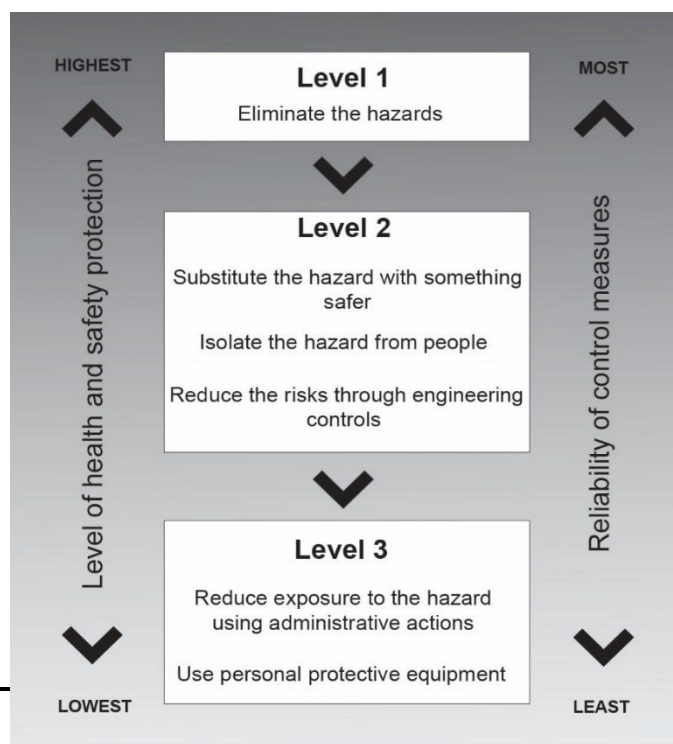 HIGHEST
MOST
Level 1
Eliminate the hazards
Level of health and safety protection
Reliability of control measures
Level 2
Substitute the hazard with something
safer
Isolate the hazard from people
Reduce the risks through engineering
controls
Level 3
Reduce exposure to the hazard
using administrative actions
Use personal protective equipment
LOWEST
LEAST